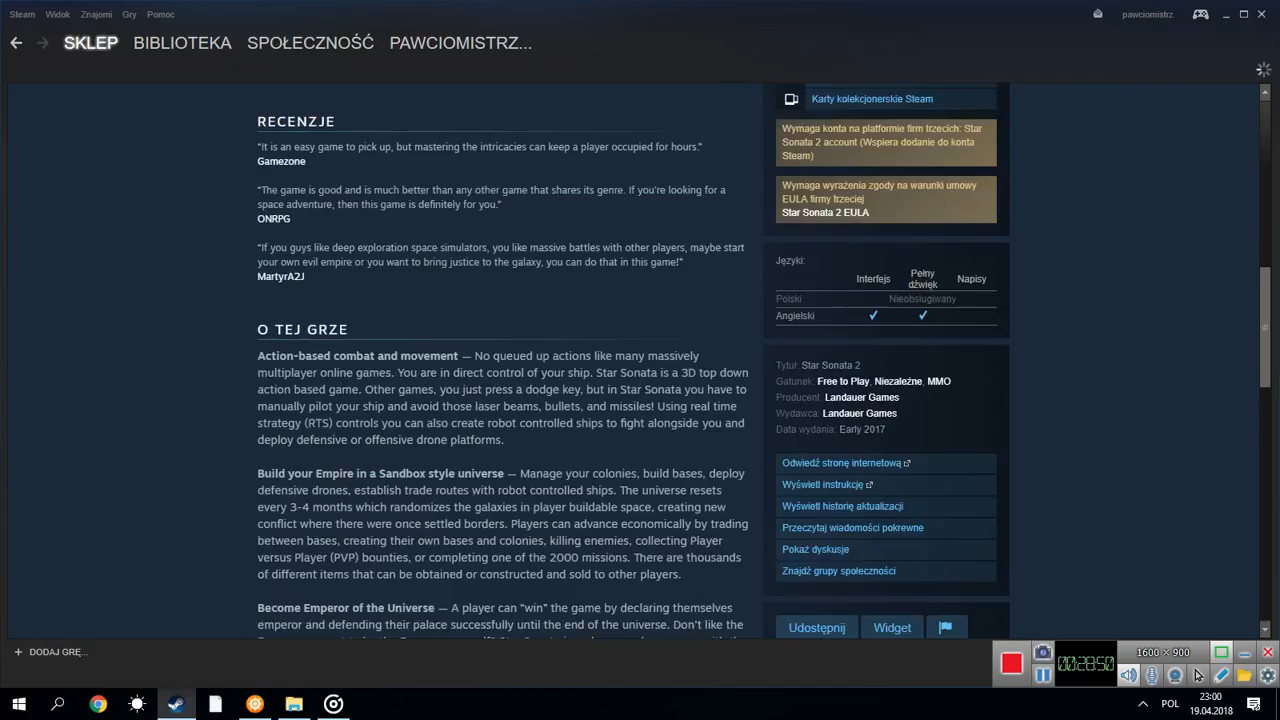 Steam Widok Znajomi Gry Pomoc
pawciomistrz
SKLEP BIBLIOTEKA SPOŁECZNOŚĆ PAWCIOMISTRZ...
RECENZJE
“It is an easy game to pick up, but mastering the intricacies can keep a player occupied for hours.”
Gamezone
“The game is good and is much better than any other game that shares its genre. If you’re looking for a
space adventure, then this game is definitely for you.”
ONRPG
“If you guys like deep exploration space simulators, you like massive battles with other players, maybe start
your own evil empire or you want to bring justice to the galaxy, you can do that in this game!”
MartyrA2J
O TEJ GRZE
Action-based combat and movement — No queued up actions like many massively
multiplayer online games. You are in direct control of your ship. Star Sonata is a 3D top down
action based game. Other games, you just press a dodge key, but in Star Sonata you have to
manually pilot your ship and avoid those laser beams, bullets, and missiles! Using real time
strategy (RTS) controls you can also create robot controlled ships to fight alongside you and
deploy defensive or offensive drone platforms.
Build your Empire in a Sandbox style universe — Manage your colonies, build bases, deploy
defensive drones, establish trade routes with robot controlled ships. The universe resets
every 3-4 months which randomizes the galaxies in player buildable space, creating new
conflict where there were once settled borders. Players can advance economically by trading
between bases, creating their own bases and colonies, killing enemies, collecting Player
versus Player (PVP) bounties, or completing one of the 2000 missions. There are thousands
of different items that can be obtained or constructed and sold to other players.
Become Emperor of the Universe — A player can “win” the game by declaring themselves
emperor and defending their palace successfully until the end of the universe. Don’t like the
Karty kolekcjonerskie Steam
Wymaga konta na platformie firm trzecich: Star
Sonata 2 account (Wspiera dodanie do konta
Steam)
Wymaga wyrażenia zgody na warunki umowy
EULA firmy trzeciej
Star Sonata 2 EULA
Języki:
Interfejs Pełny dźwięk Napisy
Polski Nieobsługiwany
Angielski ✓ ✓
Tytuł: Star Sonata 2
Gatunek: Free to Play, Niezależne, MMO
Producent: Landauer Games
Wydawca: Landauer Games
Data wydania: Early 2017
Odwiedź stronę internetową
Wyświetl instrukcję
Wyświetl historię aktualizacji
Przeczytaj wiadomości pokrewne
Pokaż dyskusje
Znajdź grupy społeczności
Udostępnij Widget
+ DODAJ GRĘ...
00:28:50
1600 × 900
POL
23:00
19.04.2018